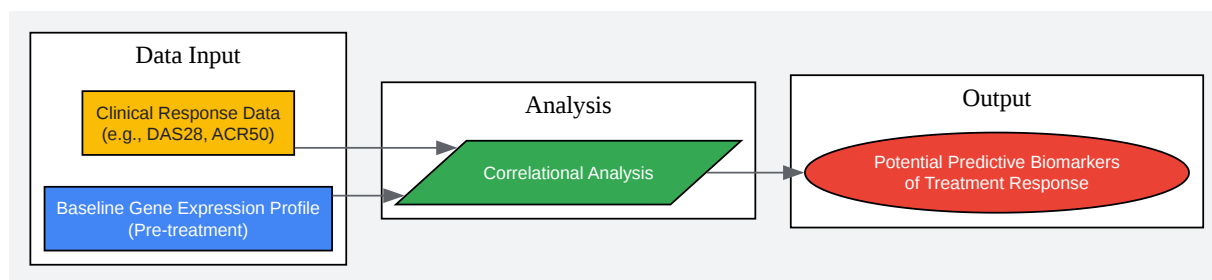 Data Input
Clinical Response Data
(e.g., DAS28, ACR50)
Baseline Gene Expression Profile
(Pre-treatment)
Analysis
Correlational Analysis
Output
Potential Predictive Biomarkers
of Treatment Response